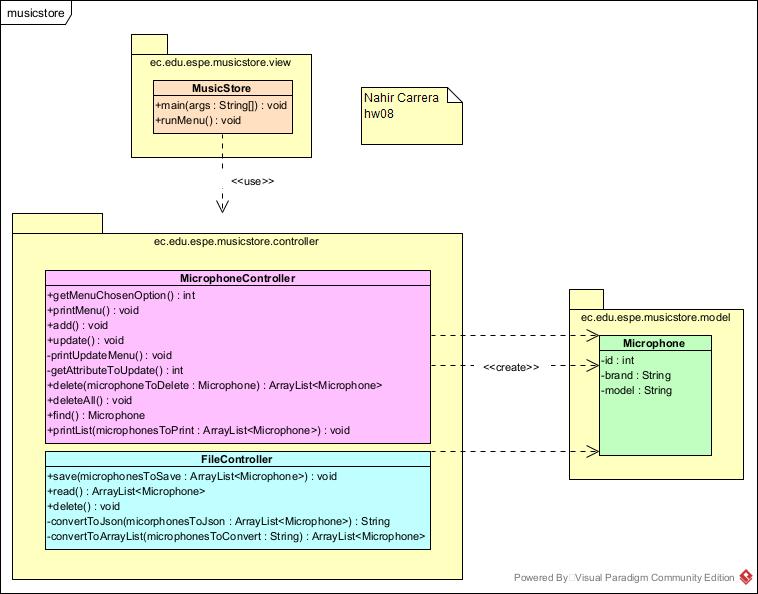 musicstore
ec.edu.espe.musicstore.view
MusicStore
+main(args : String[]) : void
+runMenu() : void
Nahir Carrera
hw08
<<use>>
ec.edu.espe.musicstore.controller
MicrophoneController
+getMenuChosenOption() : int
+printMenu() : void
+add() : void
+update() : void
-printUpdateMenu() : void
-getAttributeToUpdate() : int
+delete(microphoneToDelete : Microphone) : ArrayList<Microphone>
+deleteAll() : void
+find() : Microphone
+printList(microphonesToPrint : ArrayList<Microphone>) : void
FileController
+save(microphonesToSave : ArrayList<Microphone>) : void
+read() : ArrayList<Microphone>
+delete() : void
-convertToJson(micorphonesToJson : ArrayList<Microphone>) : String
-convertToArrayList(microphonesToConvert : String) : ArrayList<Microphone>
<<create>>
ec.edu.espe.musicstore.model
Microphone
-id : int
-brand : String
-model : String
Powered By Visual Paradigm Community Edition